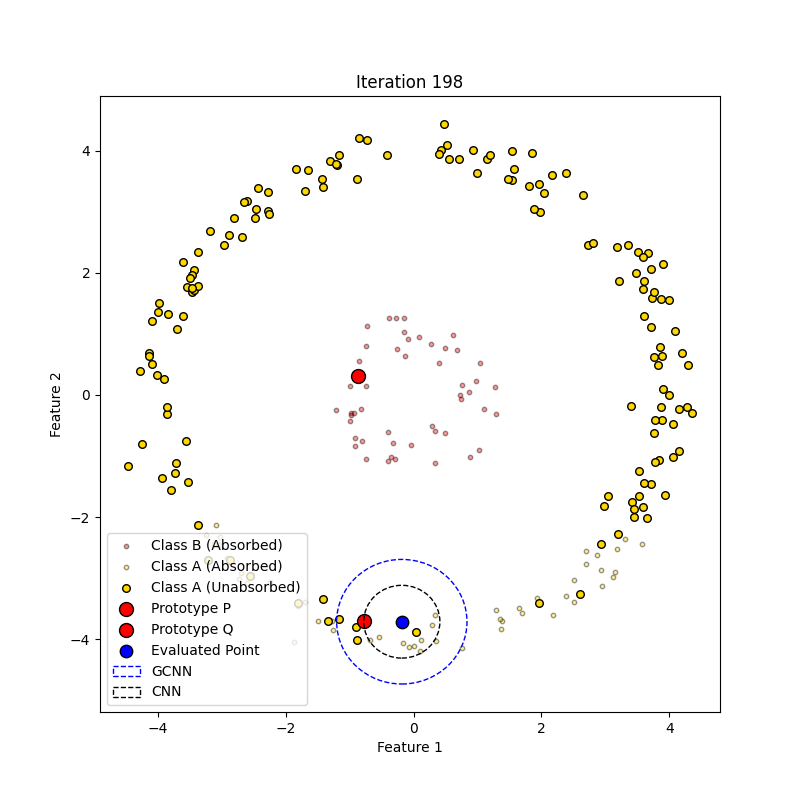 Iteration 198
4
2
0
−2
−4
Feature 2
Class B (Absorbed)
Class A (Absorbed)
Class A (Unabsorbed)
Prototype P
Prototype Q
Evaluated Point
GCNN
CNN
−4
−2
0
2
4
Feature 1